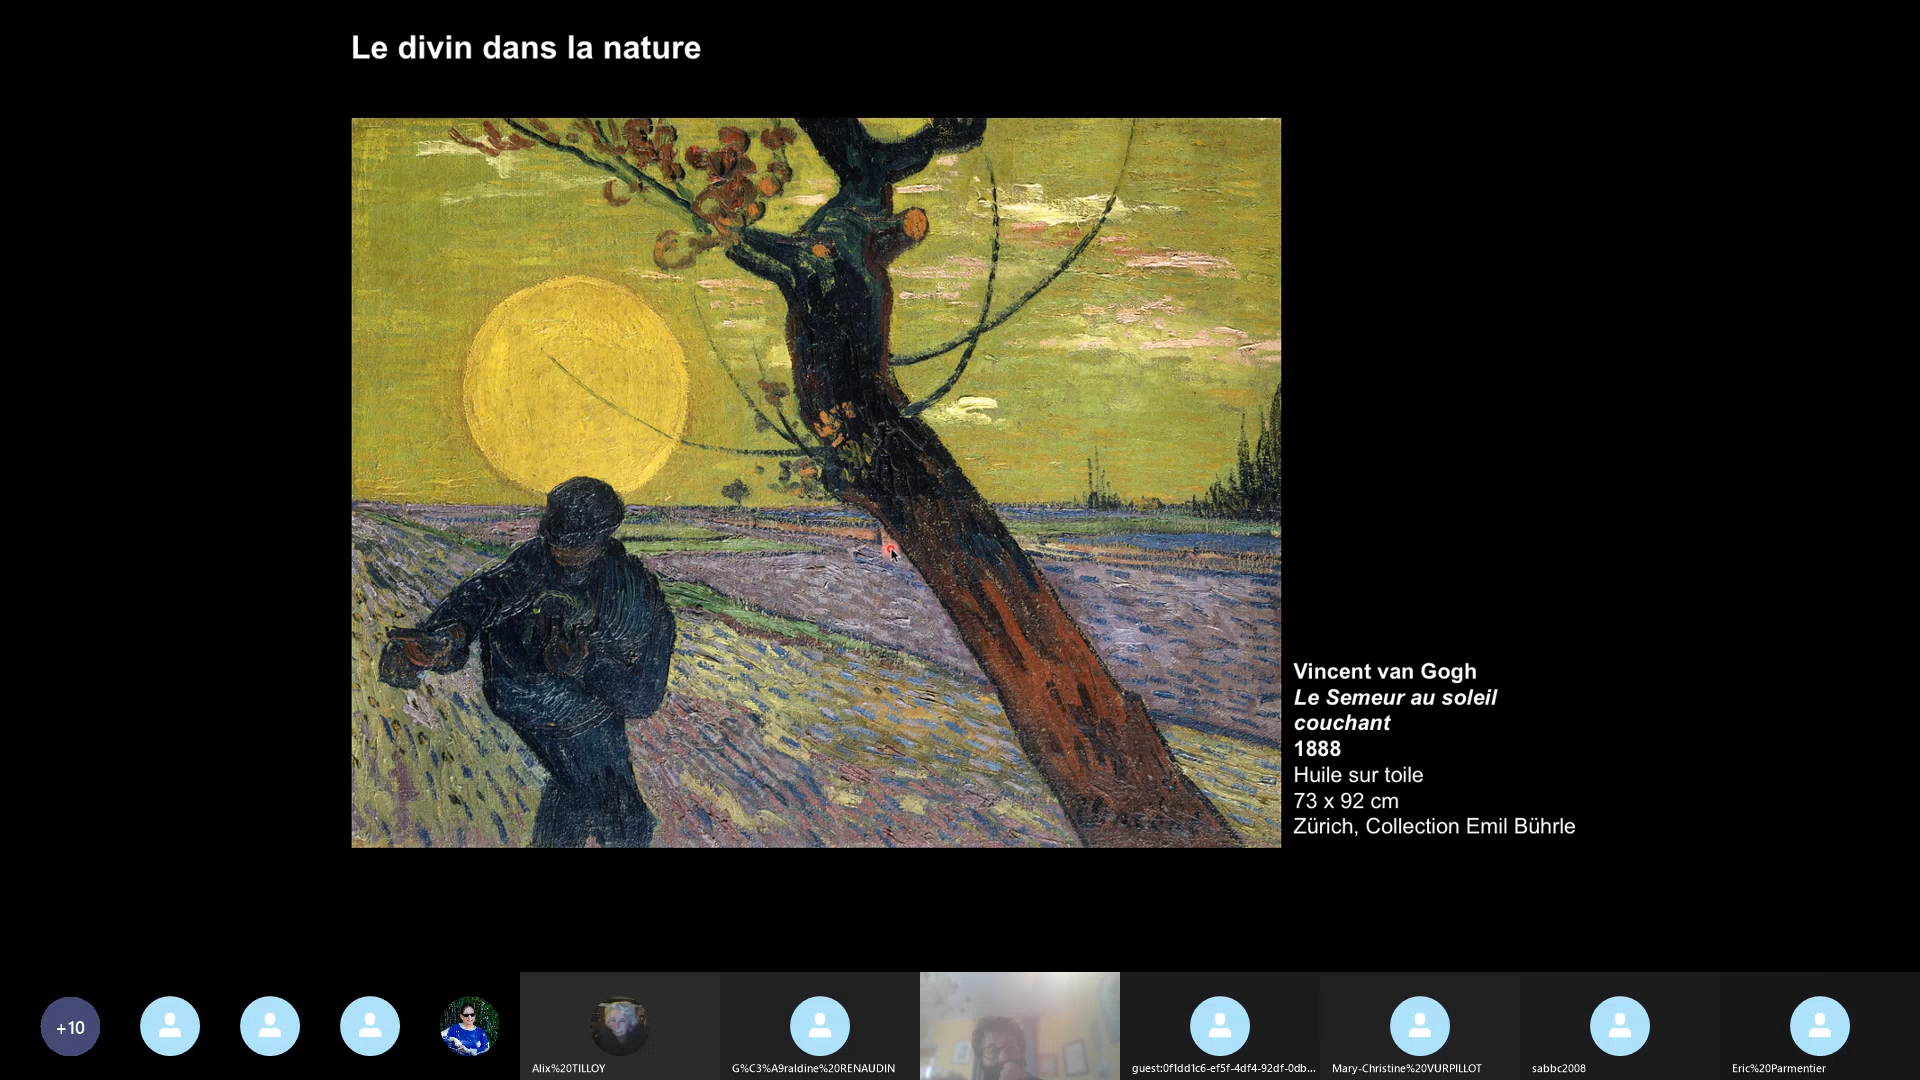 Le divin dans la nature
Vincent van Gogh
Le Semeur au soleil
couchant
1888
Huile sur toile
73 x 92 cm
Zürich, Collection Emil Bührle
+10
Alix%20TILLOY
G%C3%A9raldine%20RENAUDIN
guest:0f1dd1c6-ef5f-4df4-92df-0db...
Mary-Christine%20VURPILLOT
sabbc2008
Eric%20Parmentier